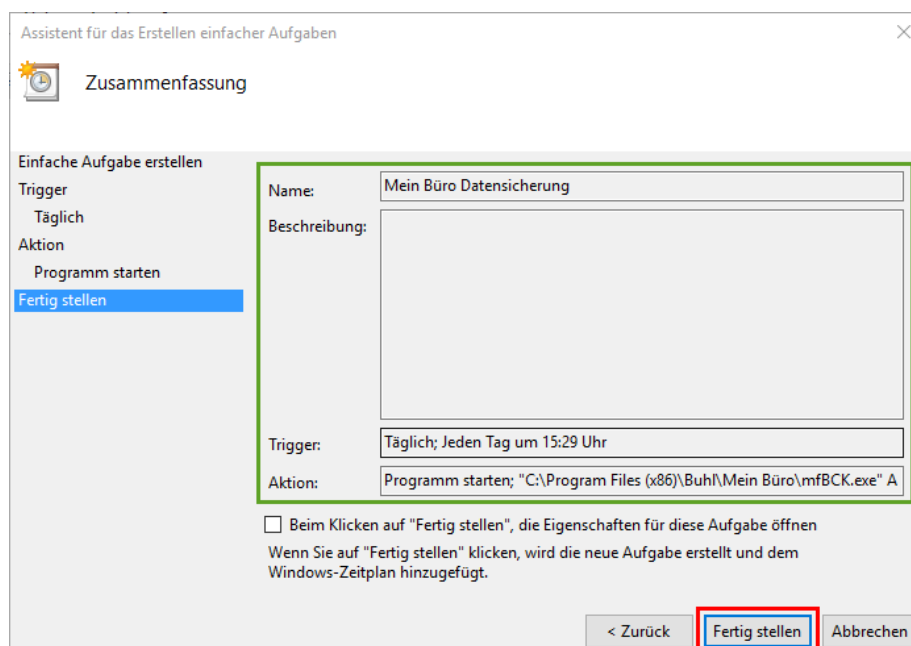 Assistent für das Erstellen einfacher Aufgaben
Zusammenfassung
Einfache Aufgabe erstellen
Trigger
Täglich
Aktion
Programm starten
Fertig stellen
Name:
Mein Büro Datensicherung
Beschreibung:
Trigger:
Täglich; Jeden Tag um 15:29 Uhr
Aktion:
Programm starten; "C:\Program Files (x86)\Buhl\Mein Büro\mfBCK.exe" A
Beim Klicken auf "Fertig stellen", die Eigenschaften für diese Aufgabe öffnen
Wenn Sie auf "Fertig stellen" klicken, wird die neue Aufgabe erstellt und dem
Windows-Zeitplan hinzugefügt.
< Zurück
Fertig stellen
Abbrechen